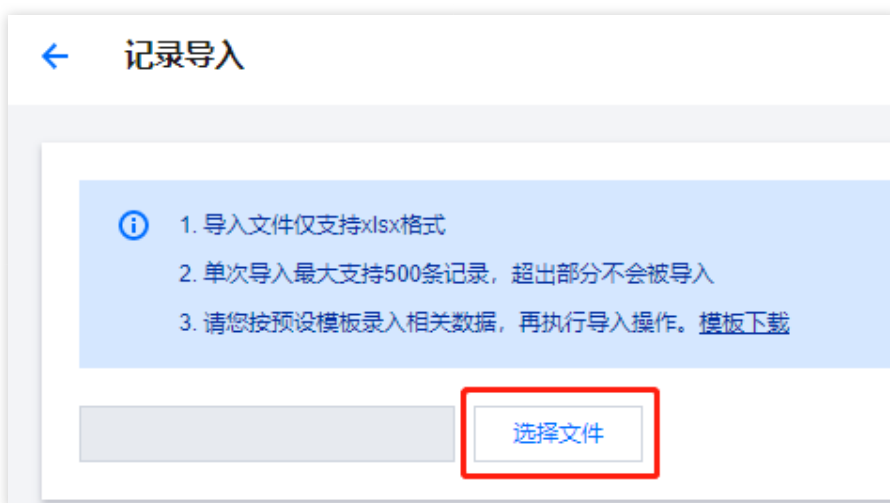 记录导入
1. 导入文件仅支持xlsx格式
2. 单次导入最大支持500条记录，超出部分不会被导入
3. 请您按预设模板录入相关数据，再执行导入操作。模板下载
选择文件